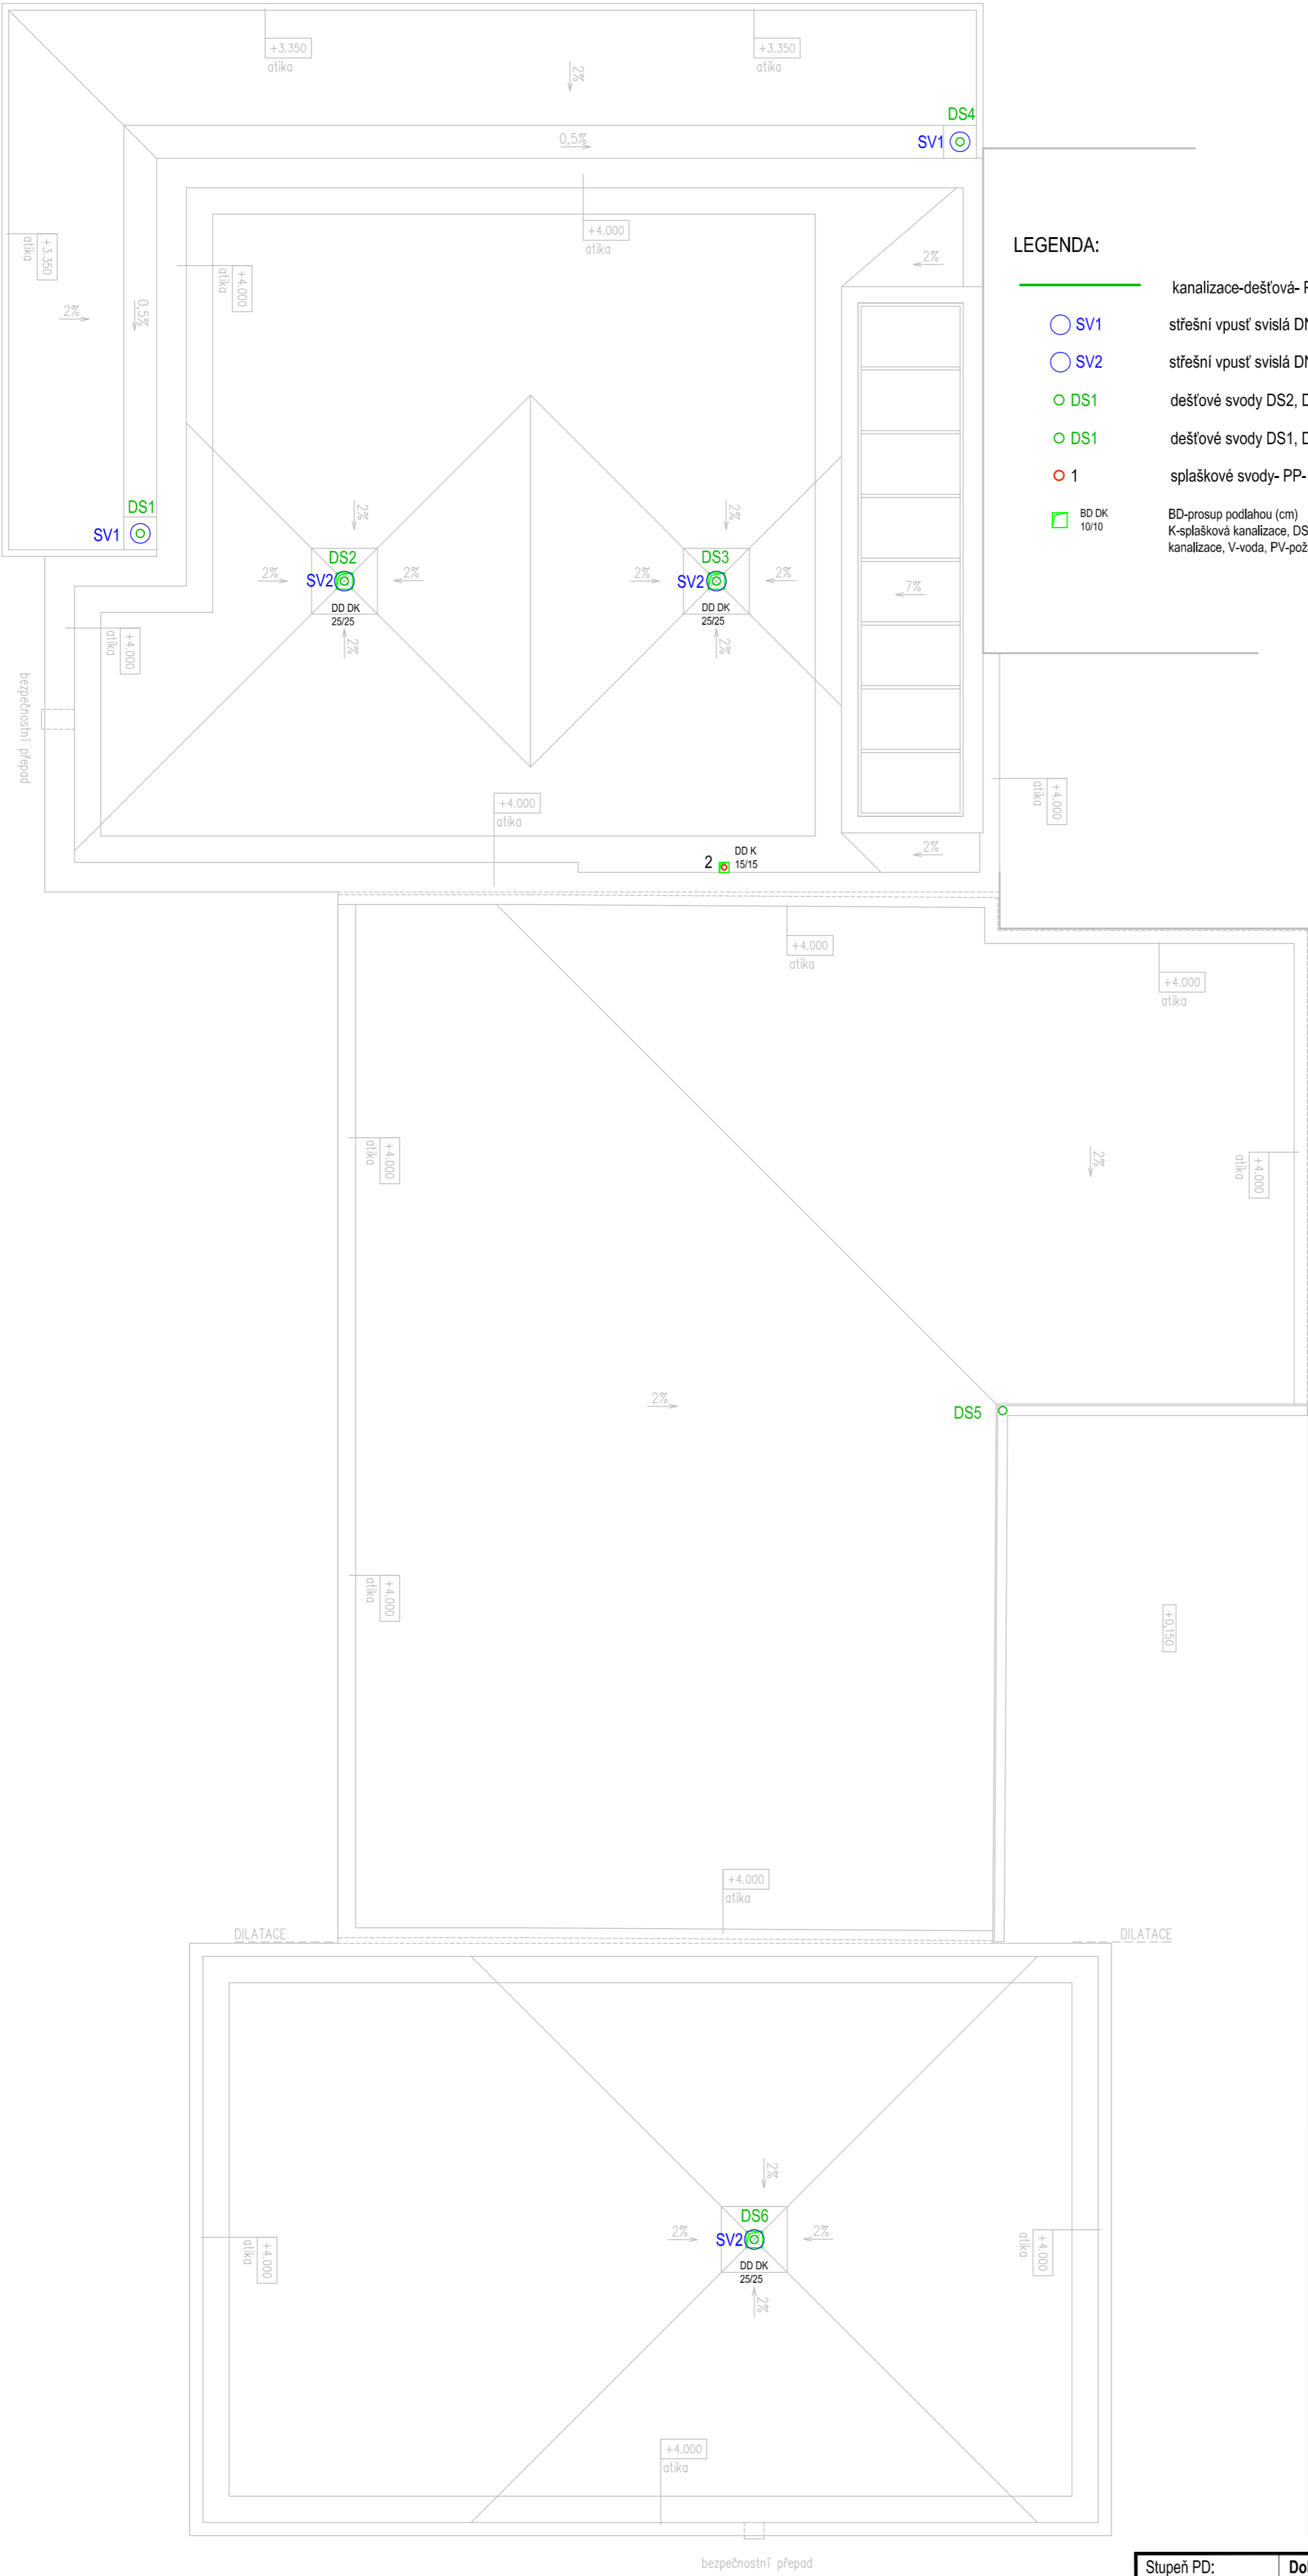 +3.350
atika
+3.350
atika
2%
DS4
SV1
0,5%
+4.000
atika
2%
+3.350
atika
+4.000
atika
2%
0,5%
LEGENDA:
kanalizace-dešťová-
SV1
střešní vpusť svislá
SV2
střešní vpusť svislá
DS1
dešťové svody DS2,
DS1
dešťové svody DS1,
1
splaškové svody- PP-
BD DK
10/10
BD-prosup podlahou (cm)
K-splašková kanalizace, DS
kanalizace, V-voda,
DS1
SV1
2%
2%
DS2
SV2
2%
2%
DD DK
25/25
2%
DS3
SV2
2%
2%
DD DK
25/25
2%
7%
+4.000
atika
bezpečnostní přepad
+4.000
atika
+4.000
atika
DD K
2
15/15
2%
+4.000
atika
+4.000
atika
+4.000
atika
2%
+4.000
atika
2%
DS5
+4.000
atika
+0,150
+4.000
atika
DILATACE
DILATACE
2%
DS6
SV2
2%
2%
DD DK
25/25
2%
+4.000
atika
+4.000
atika
+4.000
atika
bezpečnostní přepad
Stupeň PD: